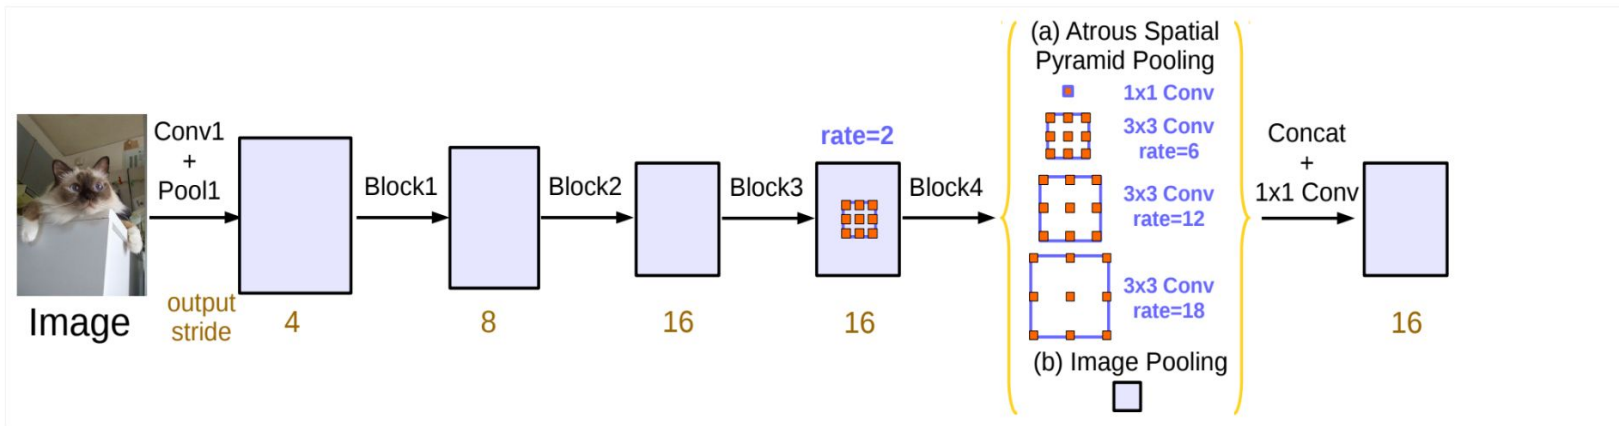 Image
Conv1
+
Pool1
output
stride
4
Block1
8
Block2
16
Block3
rate=2
16
Block4
(a) Atrous Spatial
Pyramid Pooling
1x1 Conv
3x3 Conv
rate=6
3x3 Conv
rate=12
3x3 Conv
rate=18
(b) Image Pooling
Concat
+
1x1 Conv
16